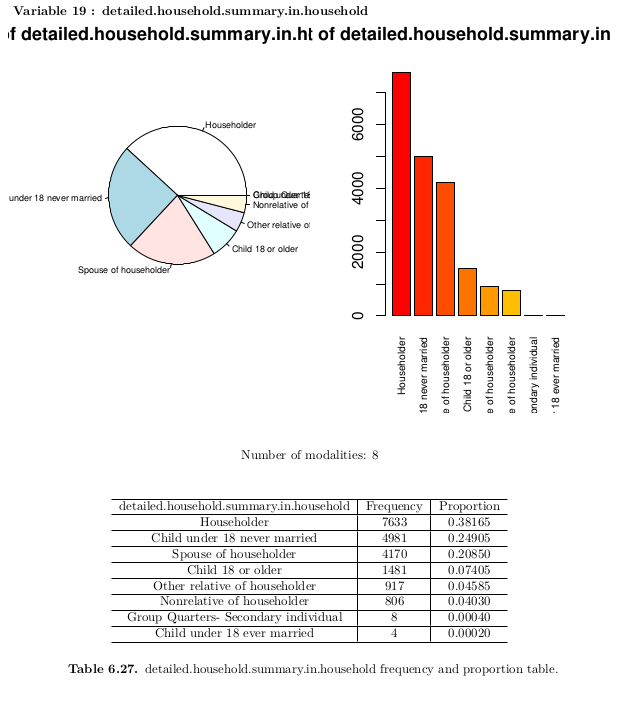 Variable 19 : detailed.household.summary.in.household
of detailed.household.summary.in.ht of detailed.household.summary.in
Householder
under 18 never married
Spouse of householder
Child 18 or older
Other relative of
Nonrelative of
6000
4000
2000
0
Householder
18 never married
e of householder
Child 18 or older
e of householder
e of householder
ondary individual
18 ever married
Number of modalities: 8
detailed.household.summary.in.household Frequency Proportion
Householder 7633 0.38165
Child under 18 never married 4981 0.24905
Spouse of householder 4170 0.20850
Child 18 or older 1481 0.07405
Other relative of householder 917 0.04585
Nonrelative of householder 806 0.04030
Group Quarters- Secondary individual 8 0.00040
Child under 18 ever married 4 0.00020
Table 6.27. detailed.household.summary.in.household frequency and proportion table.